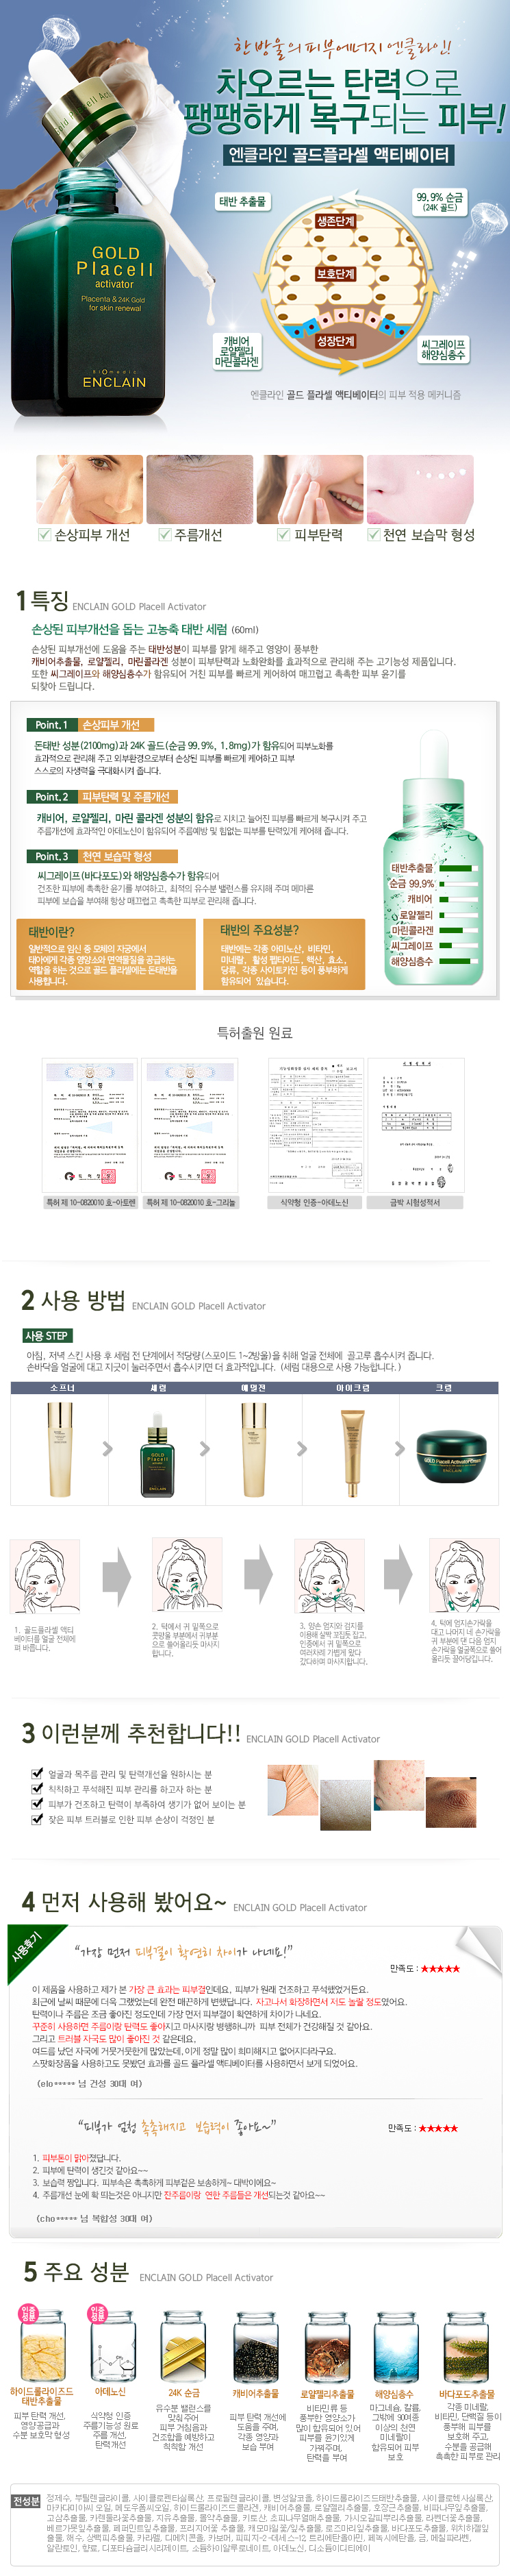 한 방울의 피부에너지 엔클라인!
차오르는 탄력으로
팽팽하게 복구되는 피부!
엔클라인 골드플라셀 액티베이터
태반 추출물
99.9% 순금
(24K 골드)
생존단계
보호단계
성장단계
캐비어
로얄젤리
마린콜라겐
씨그레이프
해양심층수
엔클라인 골드 플라셀 액티베이터의 피부 적용 메커니즘
GOLD
Placell
activator
Placenta & 24K Gold
for skin renewal
ENCLAIN
손상피부 개선
주름개선
피부탄력
천연 보습막 형성
1 특징 ENCLAIN GOLD Placell Activator
손상된 피부개선을 돕는 고농축 태반 세럼 (60ml)
손상된 피부개선에 도움을 주는 태반성분이 피부를 맑게 해주고 영양이 풍부한
캐비어추출물, 로얄젤리, 마린콜라겐 성분이 피부탄력과 노화완화를 효과적으로 관리해 주는 고기능성 제품입니다.
또한 씨그레이프와 해양심층수가 함유되어 거친 피부를 빠르게 케어하여 매끄럽고 촉촉한 피부 윤기를
되찾아 드립니다.
Point.1 손상피부 개선
돈태반 성분(2100mg)과 24K 골드(순금 99.9%, 1.8mg)가 함유되어 피부노화를
효과적으로 관리해 주고 외부환경으로부터 손상된 피부를 빠르게 케어하고 피부
스스로의 자생력을 극대화시켜 줍니다.
Point.2 피부탄력 및 주름개선
캐비어, 로얄젤리, 마린 콜라겐 성분의 함유로 지치고 늘어진 피부를 빠르게 복구시켜 주고
주름개선에 효과적인 아데노신이 함유되어 주름예방 및 힘없는 피부를 탄력있게 케어해 줍니다.
Point.3 천연 보습막 형성
씨그레이프(바다포도)와 해양심층수가 함유되어
건조한 피부에 촉촉한 윤기를 부여하고, 최적의 유수분 밸런스를 유지해 주며 메마른
피부에 보습을 부여해 항상 매끄럽고 촉촉한 피부로 관리해 줍니다.
태반추출물
순금 99.9%
캐비어
로얄젤리
마린콜라겐
씨그레이프
해양심층수
태반이란?
일반적으로 임신 중 모체의 자궁에서
태아에게 각종 영양소와 면역물질을 공급하는
역할을 하는 것으로 골드 플라셀에는 돈태반을
사용합니다.
태반의 주요성분?
태반에는 각종 아미노산, 비타민,
미네랄, 활성 펩타이드, 핵산, 효소,
당류, 각종 사이토카인 등이 풍부하게
함유되어 있습니다.
특허출원 원료
특허증
특허증
특허 제 10-0820010 호-아토렌
특허 제 10-0820010 호-그리놀
식약청 인증-아데노신
금박 시험성적서
2 사용 방법 ENCLAIN GOLD Placell Activator
사용 STEP
아침, 저녁 스킨 사용 후 세럼 전 단계에서 적당량(스포이드 1~2방울)을 취해 얼굴 전체에 골고루 흡수시켜 줍니다.
손바닥을 얼굴에 대고 지긋이 눌러주면서 흡수시키면 더 효과적입니다. (세럼 대용으로 사용 가능합니다.)
소프너
세럼
에멀전
아이크림
크림
GOLD
Placell
ENCLAIN
GOLD Placell Activator Cream
ENCLAIN
1. 골드플라셀 액티
베이터를 얼굴 전체에
펴 바릅니다.
2. 턱에서 귀 밑쪽으로
콧망울 부분에서 귀부분
으로 쓸어올리듯 마사지
합니다.
3. 양손 엄지와 검지를
이용해 살짝 꼬집듯 잡고,
인중에서 귀 밑쪽으로
여러차례 가볍게 왔다
갔다하며 마사지합니다.
4. 턱에 엄지손가락을
대고 나머지 네 손가락을
귀 부분에 댄 다음 엄지
손가락을 얼굴쪽으로 쓸어
올리듯 끌어당깁니다.
3 이런분께 추천합니다!! ENCLAIN GOLD Placell Activator
얼굴과 목주름 관리 및 탄력개선을 원하시는 분
칙칙하고 푸석해진 피부 관리를 하고자 하는 분
피부가 건조하고 탄력이 부족하여 생기가 없어 보이는 분
잦은 피부 트러블로 인한 피부 손상이 걱정인 분
4 먼저 사용해 봤어요~ ENCLAIN GOLD Placell Activator
사용후기
“가장 먼저 피부결이 확연히 차이가 나네요!”
만족도 : ★★★★★
이 제품을 사용하고 제가 본 가장 큰 효과는 피부결인데요, 피부가 원래 건조하고 푸석했었거든요.
최근에 날씨 때문에 더욱 그랬었는데 완전 매끈하게 변했답니다. 자고나서 화장하면서 저도 놀랄 정도였어요.
탄력이나 주름은 조금 좋아진 정도인데 가장 먼저 피부결이 확연하게 차이가 나네요.
꾸준히 사용하면 주름이랑 탄력도 좋아지고 마사지랑 병행하니까 피부 전체가 건강해질 것 같아요.
그리고 트러블 자국도 많이 좋아진 것 같은데요,
여드름 났던 자국에 거뭇거뭇한게 많았는데,이게 정말 많이 희미해지고 없어지더라구요.
스팟화장품을 사용하고도 못봤던 효과를 골드 플라셀 액티베이터를 사용하면서 보게 되었어요.
(elo***** 님 건성 30대 여)
“피부가 엄청 촉촉해지고 보습력이 좋아요~”
만족도 : ★★★★★
1. 피부톤이 맑아졌답니다.
2. 피부에 탄력이 생긴것 같아요~~
3. 보습력 짱입니다. 피부속은 촉촉하게 피부겉은 보송하게~ 대박이에요~
4. 주름개선 눈에 확 띄는것은 아니지만 잔주름이랑 연한 주름들은 개선되는것 같아요~~
(cho***** 님 복합성 30대 여)
5 주요 성분 ENCLAIN GOLD Placell Activator
하이드롤라이즈드
태반추출물
피부 탄력 개선,
영양공급과
수분 보호막 형성
아데노신
식약청 인증
주름기능성 원료
주름 개선,
탄력개선
24K 순금
유수분 밸런스를
맞춰주어
피부 거침음과
건조함을 예방하고
칙칙함 개선
캐비어추출물
피부 탄력 개선에
도움을 주며,
각종 영양과
보습 부여
로얄젤리추출물
비타민류 등
풍부한 영양소가
많이 함유되어 있어
피부를 윤기있게
가꿔주며,
탄력을 부여
해양심층수
마그네슘, 칼륨,
그밖에 90여종
이상의 천연
미네랄이
함유되어 피부
보호
바다포도추출물
각종 미네랄,
비타민, 단백질 등이
풍부해 피부를
보호해 주고,
수분을 공급해
촉촉한 피부로 관리
전성분
정제수, 부틸렌글라이콜, 사이클로펜타실록산, 프로필렌글라이콜, 변성알코올, 하이드롤라이즈드태반추출물, 사이클로헥사실록산,
마카다미아씨 오일, 메도우폼씨오일, 하이드롤라이즈드콜라겐, 캐비어추출물, 로얄젤리추출물, 호장근추출물, 비파나무잎추출물,
고삼추출물, 카렌듈라꽃추출물, 자유추출물, 몰약추출물, 키토산, 초피나무열매추출물, 가시오갈피뿌리추출물, 라벤더꽃추출물,
베르가못잎추출물, 페퍼민트잎추출물, 프리지어꽃 추출물, 캐모마일꽃/잎추출물, 로즈마리잎추출물, 바다포도추출물, 위치하젤잎추
출물, 해수, 상백피추출물, 카라멜, 디메치콘올, 카보머, 피피지-2-데세스-12, 트리에탄올아민, 페녹시에탄올, 금, 메칠파라벤,
알란토인, 향료, 디포타슘글리시리제이트, 소듐하이알루로네이트, 아데노신, 디소듐이디티에이